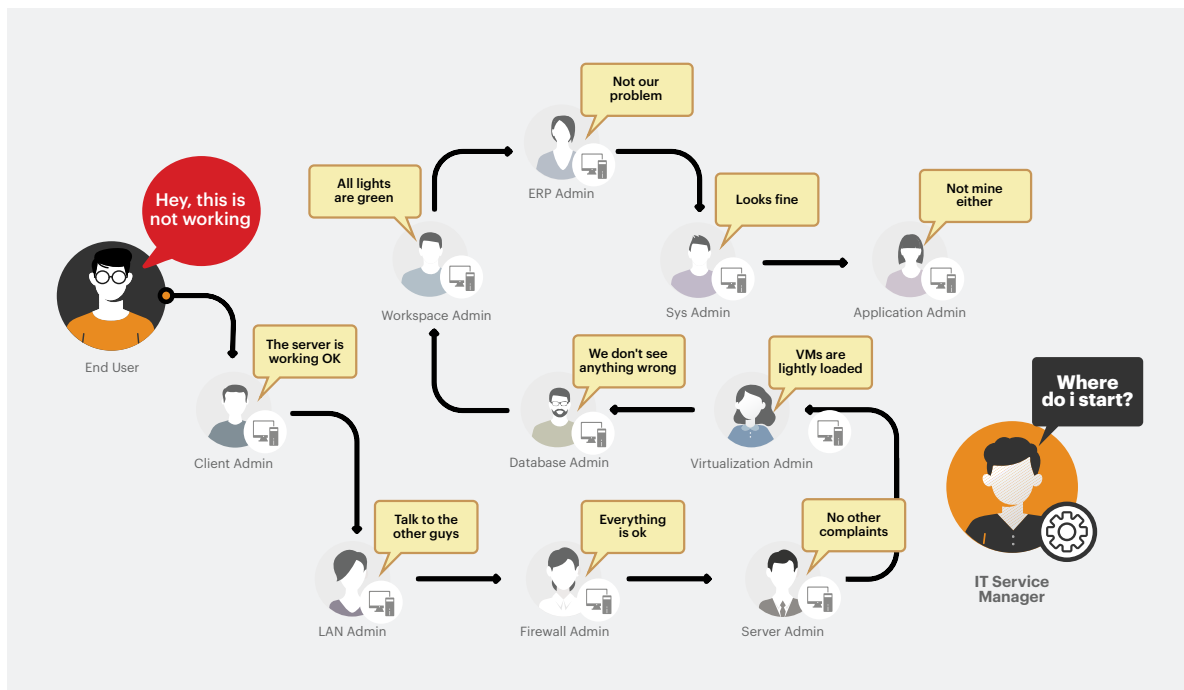 Not our
problem
ERP Admin
All lights
are green
Workspace Admin
Looks fine
Sys Admin
Not mine
either
Application Admin
Hey, this is
not working
End User
The server is
working OK
Client Admin
We don't see
anything wrong
Database Admin
VMs are
lightly loaded
Virtualization Admin
Where
do i start?
IT Service
Manager
Talk to the
other guys
LAN Admin
Everything
is ok
Firewall Admin
No other
complaints
Server Admin